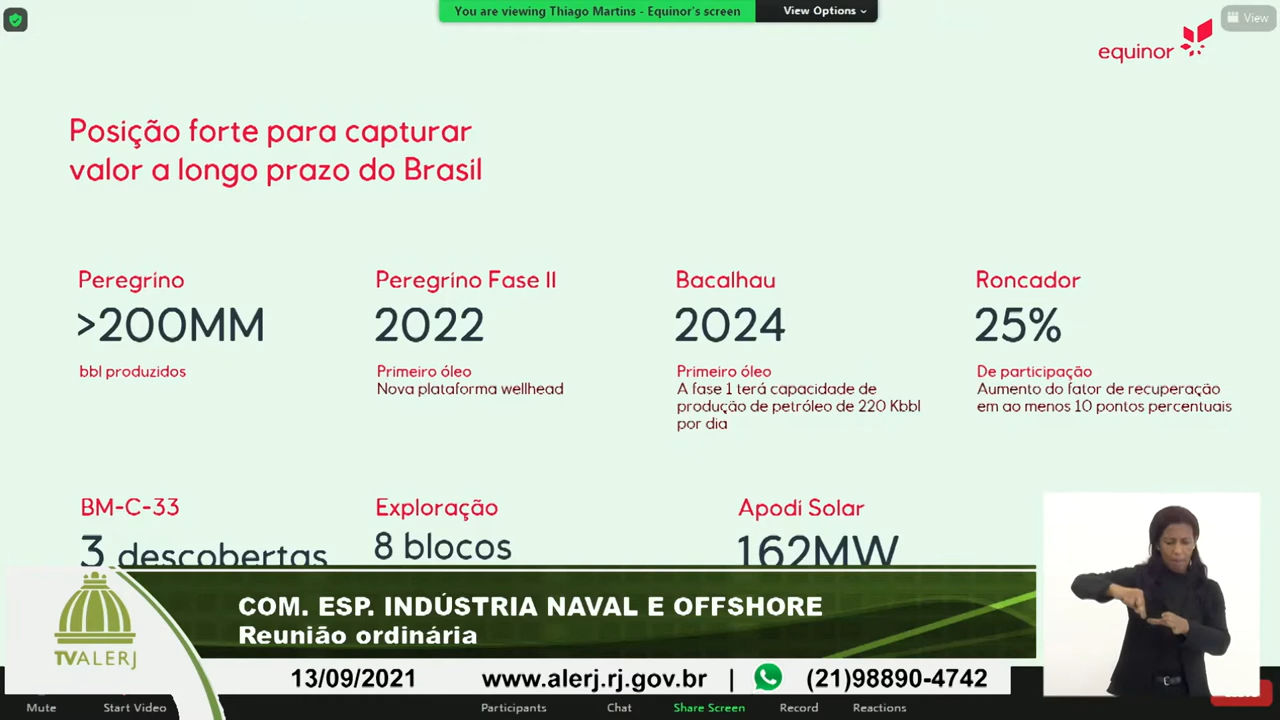 You are viewing Thiago Martins - Equinor's screen
View Options
View
equinor
Posição forte para capturar
valor a longo prazo do Brasil
Peregrino
>200MM
bbl produzidos
Peregrino Fase II
2022
Primeiro óleo
Nova plataforma wellhead
Bacalhau
2024
Primeiro óleo
A fase 1 terá capacidade de
produção de petróleo de 220 Kbbl
por dia
Roncador
25%
De participação
Aumento do fator de recuperação
em ao menos 10 pontos percentuais
BM-C-33
3 descobertas
Exploração
8 blocos
Apodi Solar
162MW
TVALERJ
COM. ESP. INDÚSTRIA NAVAL E OFFSHORE
Reunião ordinária
13/09/2021
www.alerj.rj.gov.br | (21)98890-4742
Mute
Start Video
Participants
Chat
Share Screen
Record
Reactions